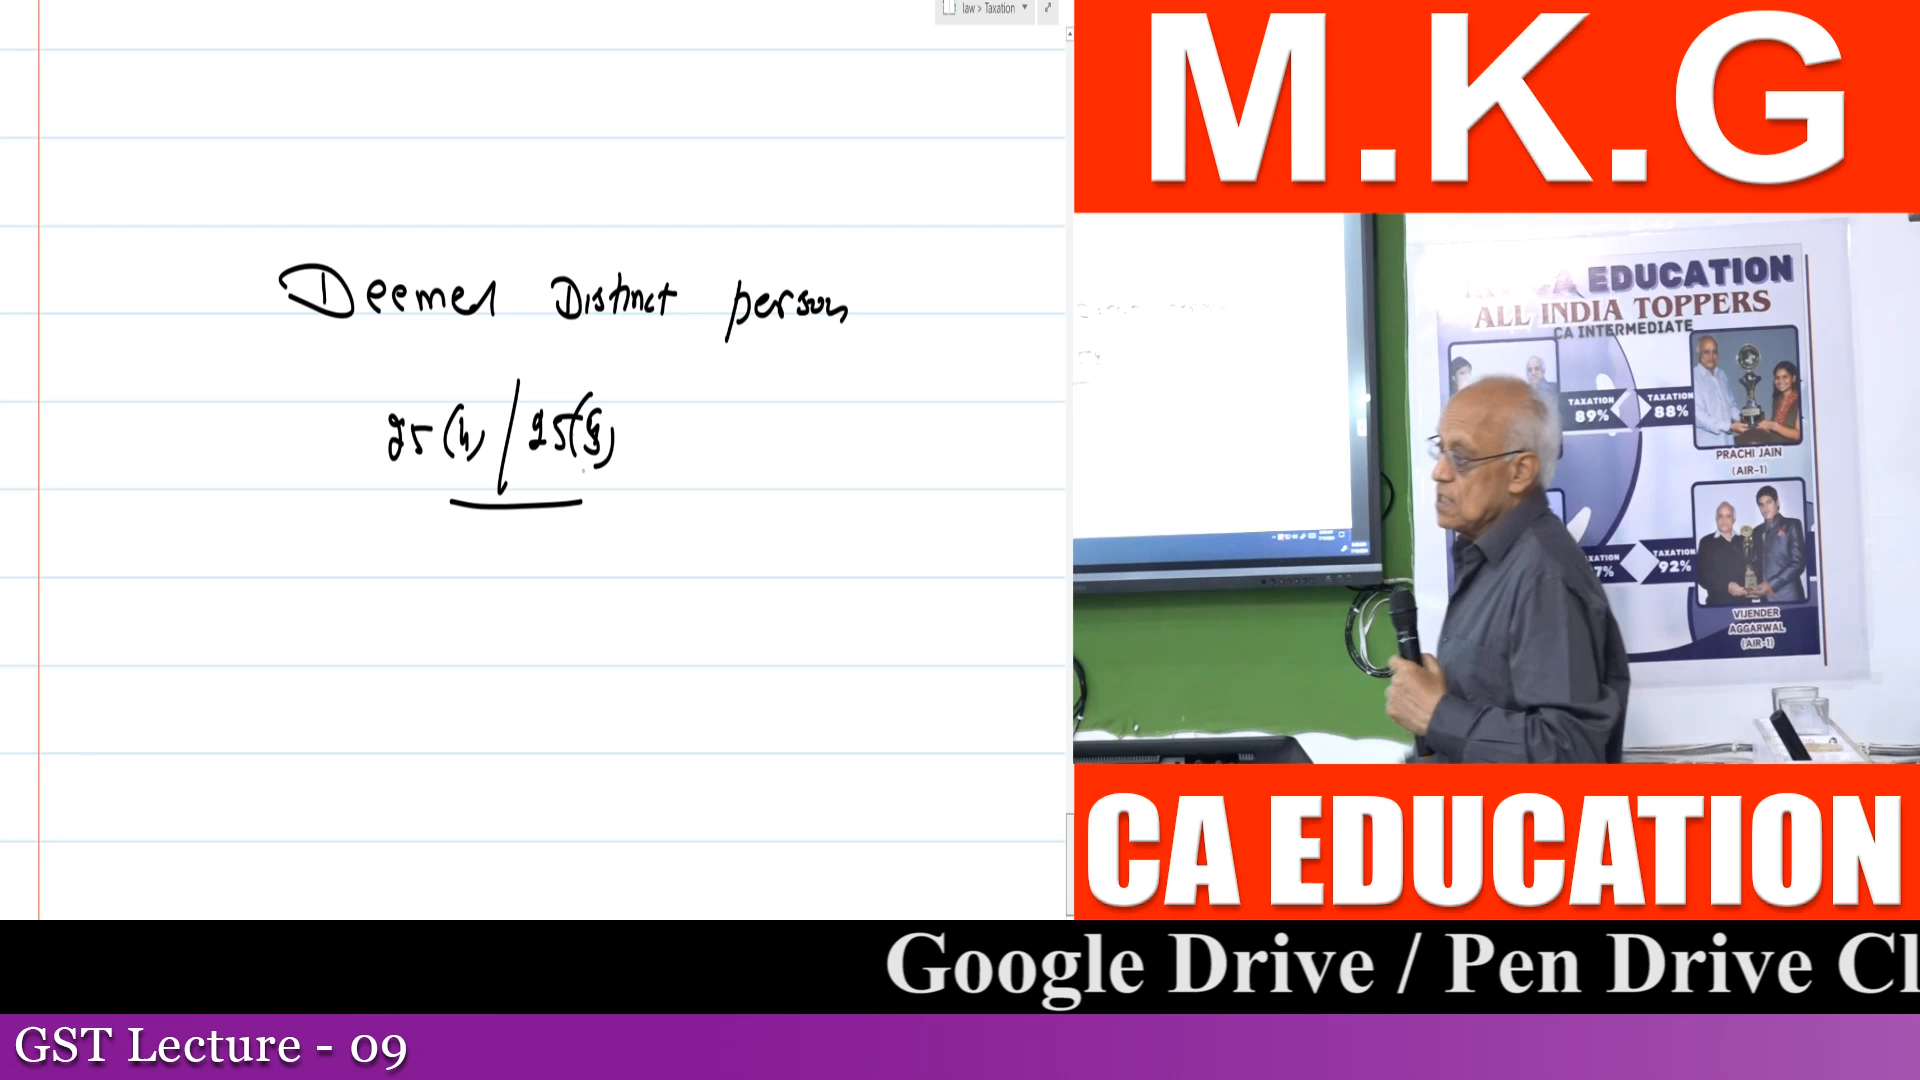 law > Taxation
M.K.G
Deemed Distinct person
25(4) / 25(5)
EDUCATION
ALL INDIA TOPPERS
CA INTERMEDIATE
TAXATION
89%
TAXATION
88%
PRACHI JAIN
(AIR-1)
TAXATION
92%
VIJENDER
AGGARWAL
(AIR-1)
CA EDUCATION
Google Drive / Pen Drive Cl
GST Lecture - 09